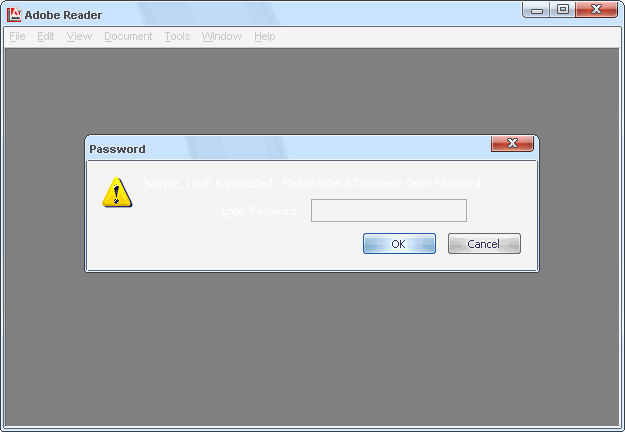 Adobe Reader
File Edit View Document Tools Window Help
Password
'sample_1.pdf' is protected. Please enter a Document Open Password.
Enter Password:
OK Cancel